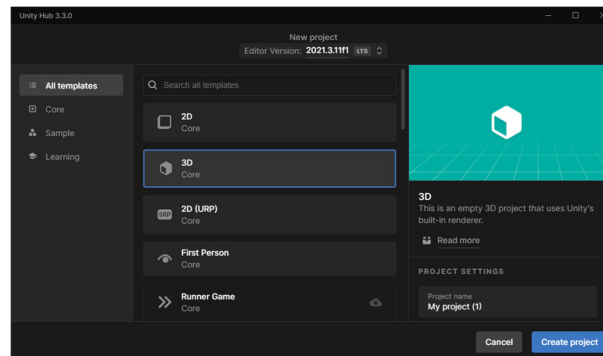 Unity Hub 3.3.0
New project
Editor Version: 2021.3.11f1 LTS
All templates
Core
Sample
Learning
Search all templates
2D
Core
3D
Core
SRP
2D (URP)
Core
First Person
Core
Runner Game
Core
3D
This is an empty 3D project that uses Unity's
built-in renderer.
Read more
PROJECT SETTINGS
Project name
My project (1)
Cancel
Create project